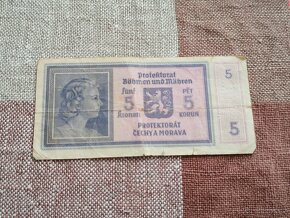 Protektorat
Böhmen und Mähren
5
Fünf PĚT
5 5
Kronen KORUN
PROTEKTORÁT
ČECHY A MORAVA
5